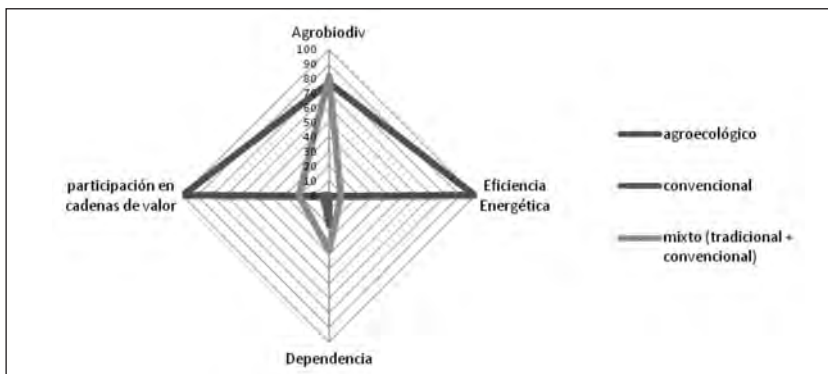 Agrobiodiv
100
90
80
70
60
50
40
30
20
10
participación en
cadenas de valor
Eficiencia
Energética
Dependencia
agroecológico
convencional
mixto (tradicional +
convencional)